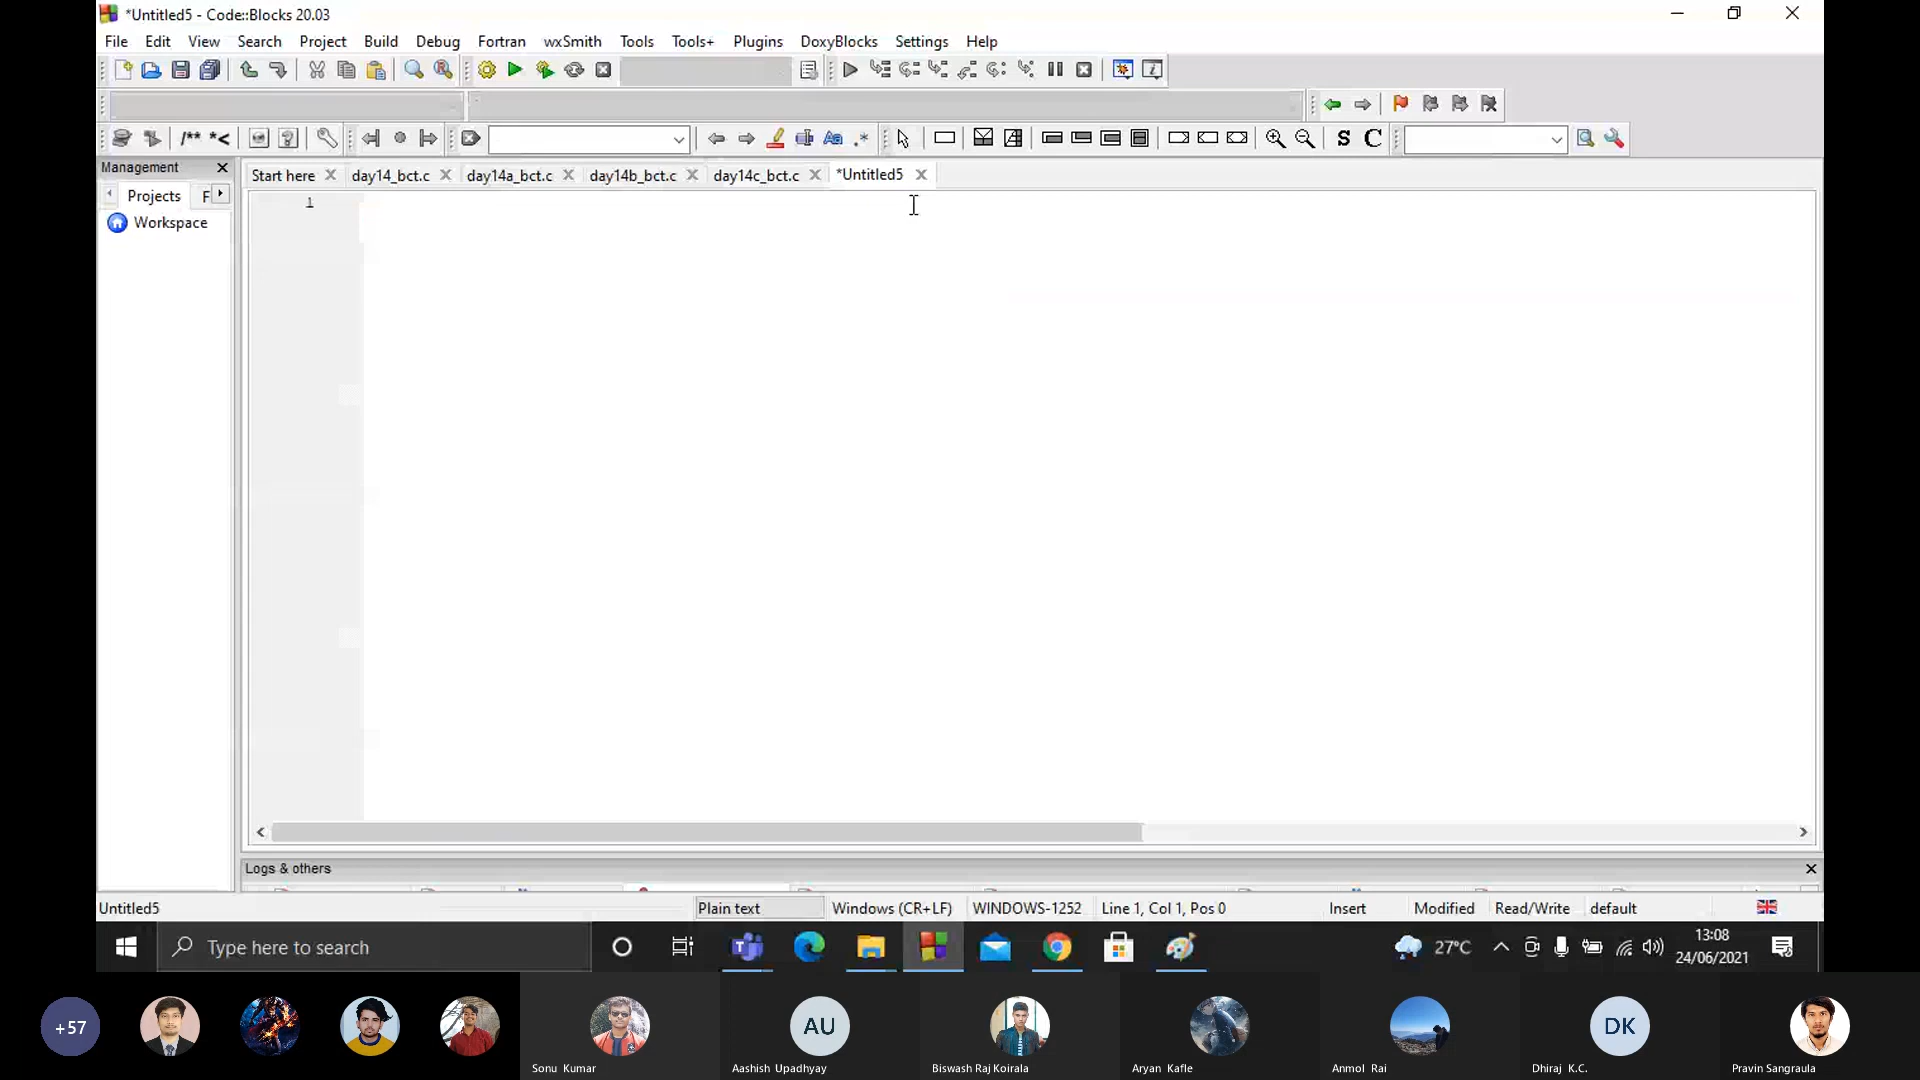 *Untitled5 - Code::Blocks 20.03
File Edit View Search Project Build Debug Fortran wxSmith Tools Tools+ Plugins DoxyBlocks Settings Help
/** *<
Aa .* S C
Management
Start here day14_bct.c day14a_bct.c day14b_bct.c day14c_bct.c *Untitled5
Projects F
1
Workspace
Logs & others
Untitled5 Plain text Windows (CR+LF) WINDOWS-1252 Line 1, Col 1, Pos 0 Insert Modified Read/Write default
Type here to search
27°C
13:08
24/06/2021
+57
AU
DK
Sonu Kumar Aashish Upadhyay Biswash Raj Koirala Aryan Kafle Anmol Rai Dhiraj K.C. Pravin Sangraula